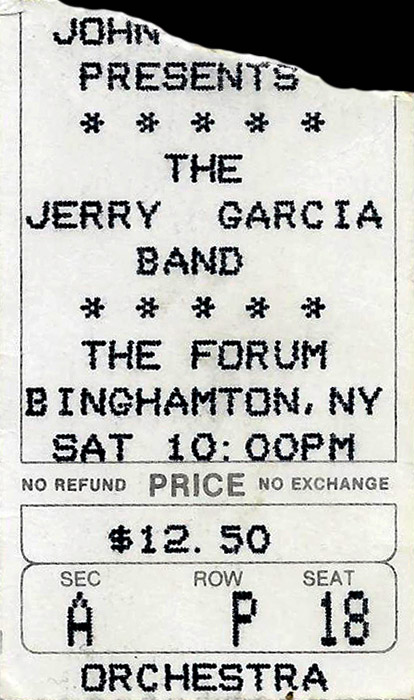 JOHN
PRESENTS
* * * * *
THE
JERRY GARCIA
BAND
* * * * *
THE FORUM
BINGHAMTON, NY
SAT 10:00PM
NO REFUND PRICE NO EXCHANGE
$12.50
SEC ROW SEAT
A P 18
ORCHESTRA